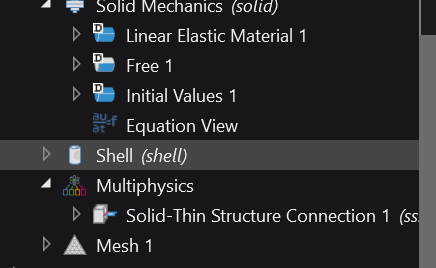 Solid Mechanics (solid)
Linear Elastic Material 1
Free 1
Initial Values 1
Equation View
Shell (shell)
Multiphysics
Solid-Thin Structure Connection 1
Mesh 1